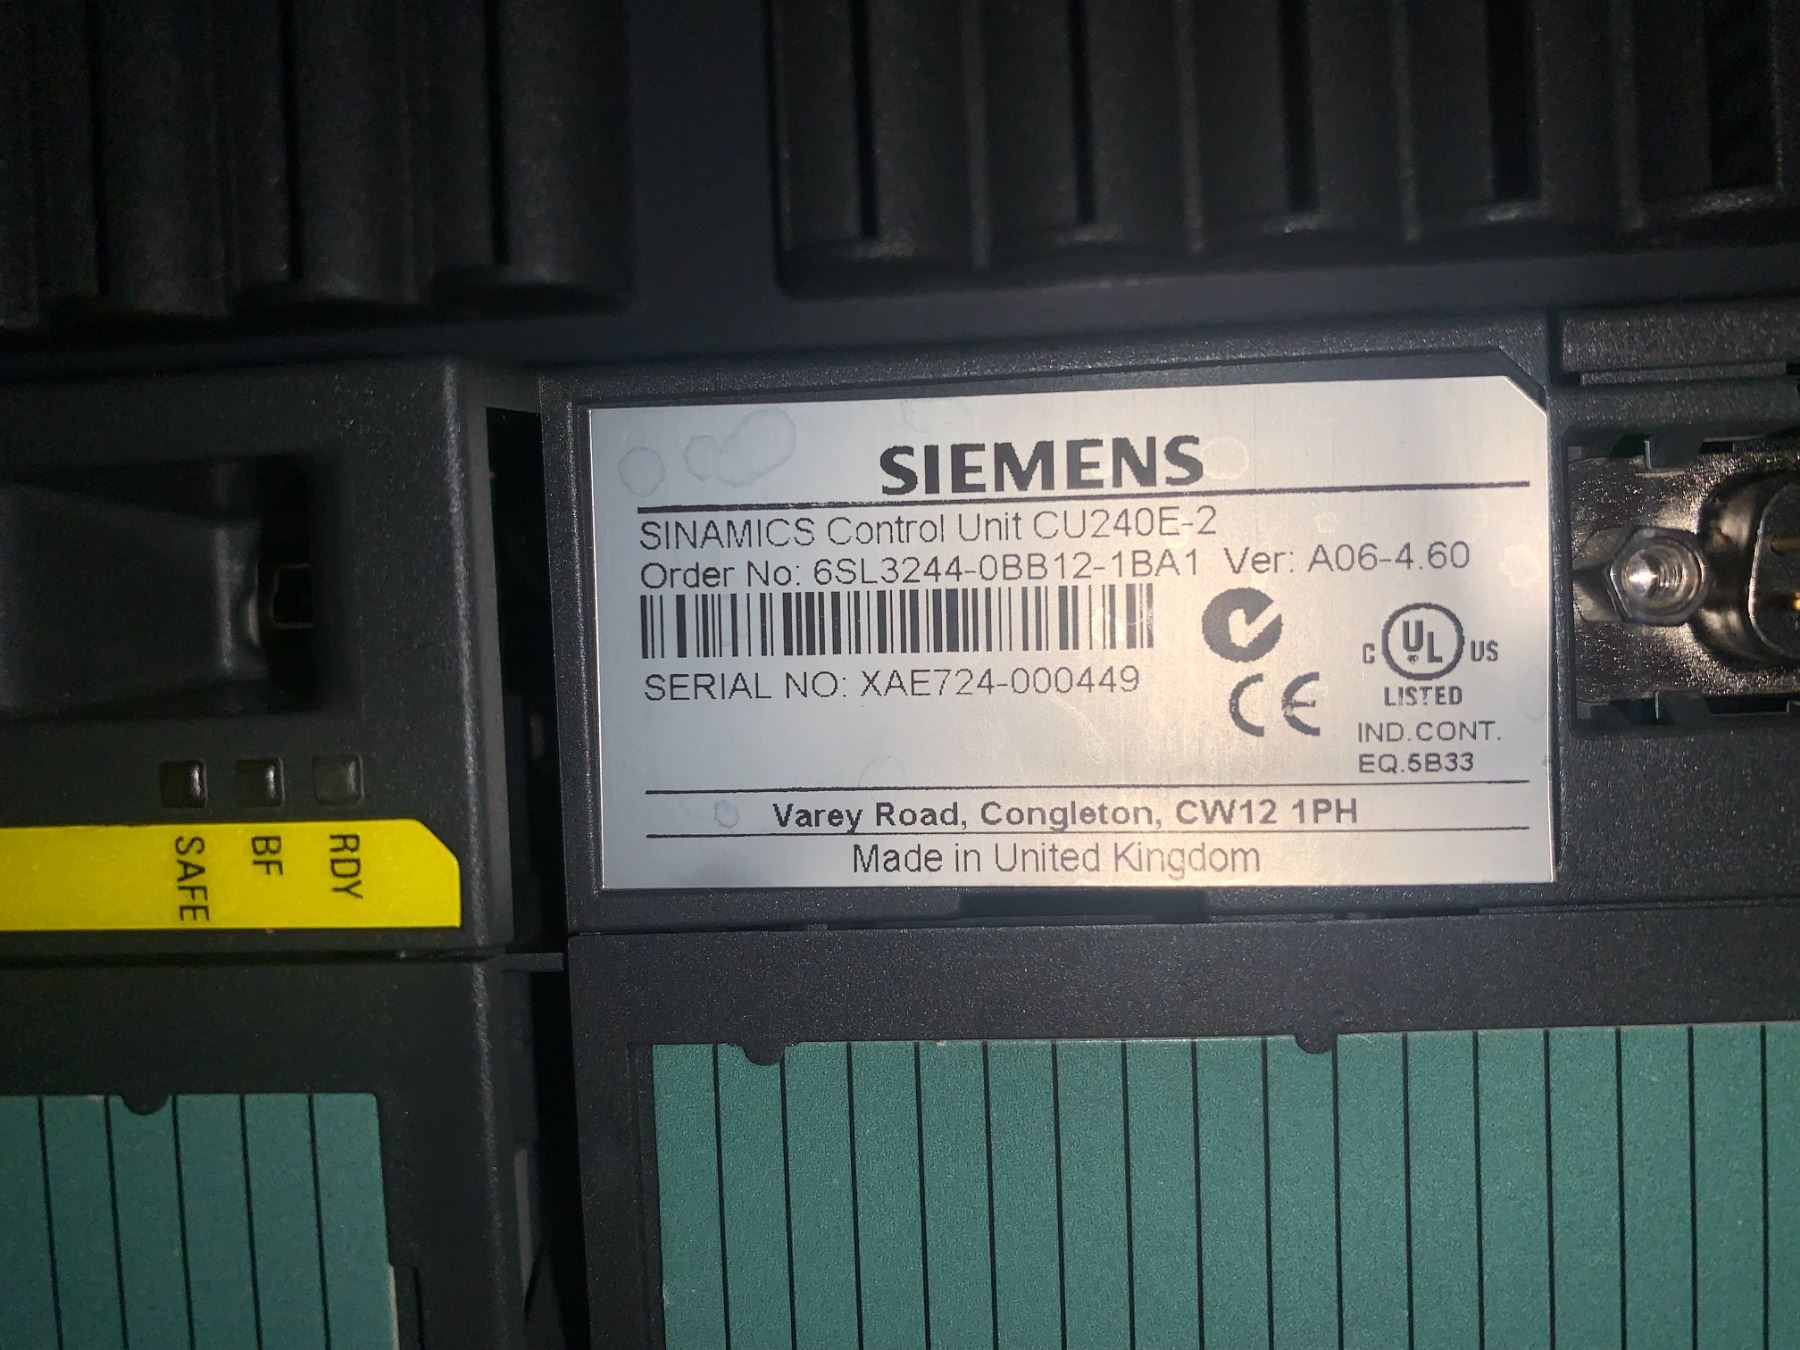 SIEMENS
SINAMICS Control Unit CU240E-2
Order No: 6SL3244-0BB12-1BA1 Ver: A06-4.60
SERIAL NO: XAE724-000449
CE
C UL US
LISTED
IND.CONT.
EQ.5B33
Varey Road, Congleton, CW12 1PH
Made in United Kingdom
RDY
BF
SAFE